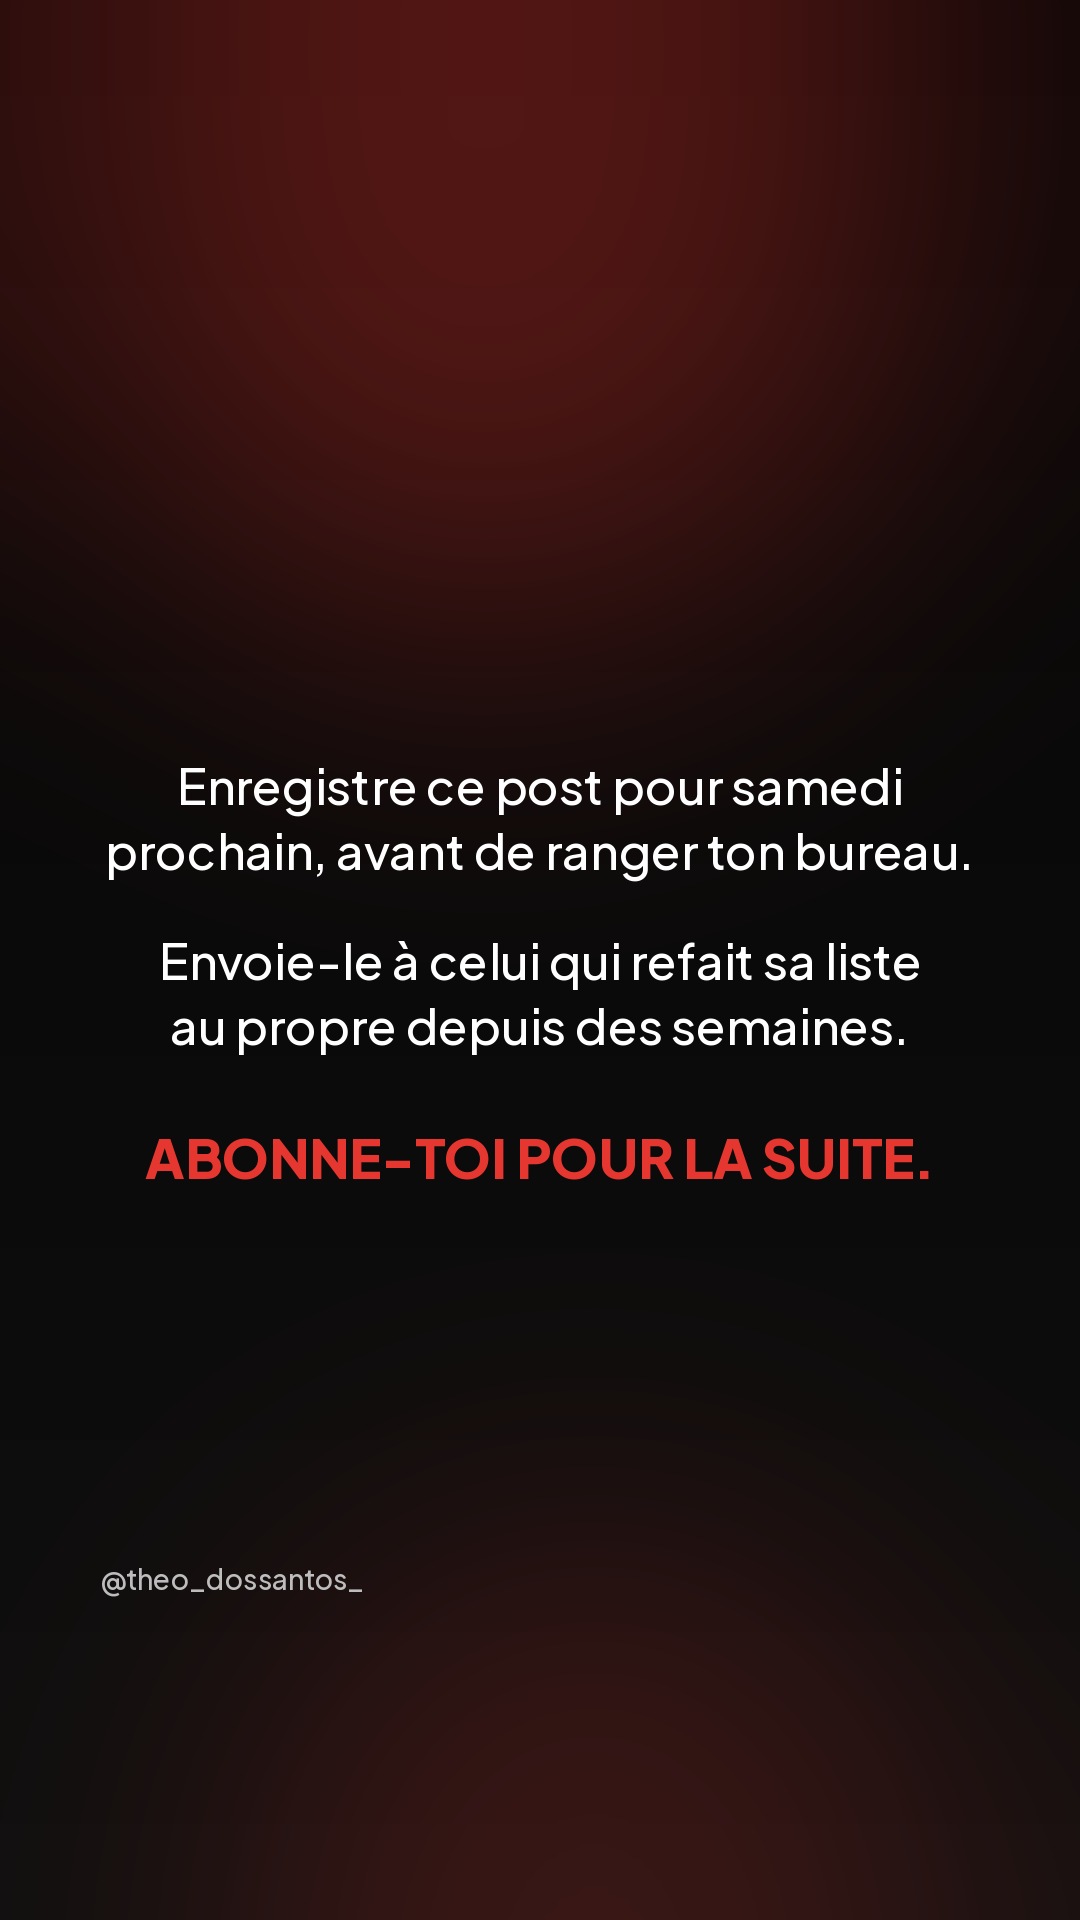 Enregistre ce post pour samedi
prochain, avant de ranger ton bureau.
Envoie-le à celui qui refait sa liste
au propre depuis des semaines.
ABONNE-TOI POUR LA SUITE.
@theo_dossantos_